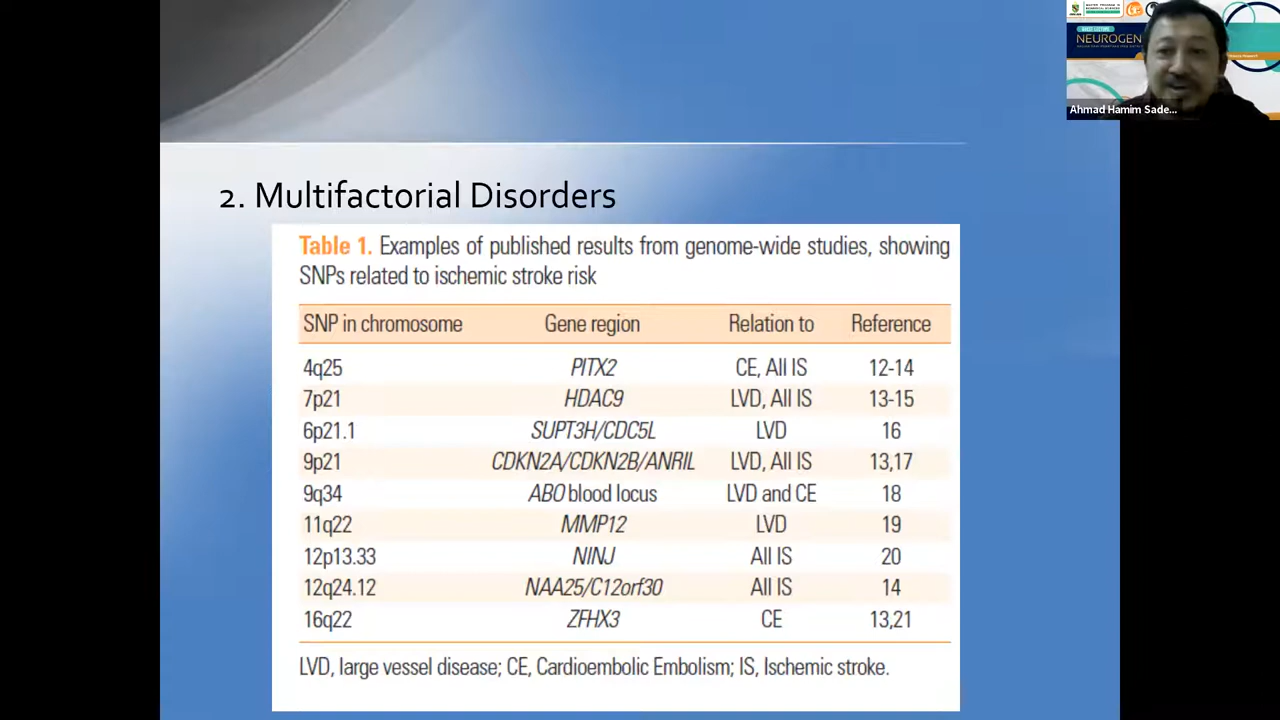 NEUROGEN
Ahmad Hamim Sade...
2. Multifactorial Disorders
Table 1. Examples of published results from genome-wide studies, showing
SNPs related to ischemic stroke risk
SNP in chromosome Gene region Relation to Reference
4q25 PITX2 CE, All IS 12-14
7p21 HDAC9 LVD, All IS 13-15
6p21.1 SUPT3H/CDC5L LVD 16
9p21 CDKN2A/CDKN2B/ANRIL LVD, All IS 13,17
9q34 ABO blood locus LVD and CE 18
11q22 MMP12 LVD 19
12p13.33 NINJ All IS 20
12q24.12 NAA25/C12orf30 All IS 14
16q22 ZFHX3 CE 13,21
LVD, large vessel disease; CE, Cardioembolic Embolism; IS, Ischemic stroke.